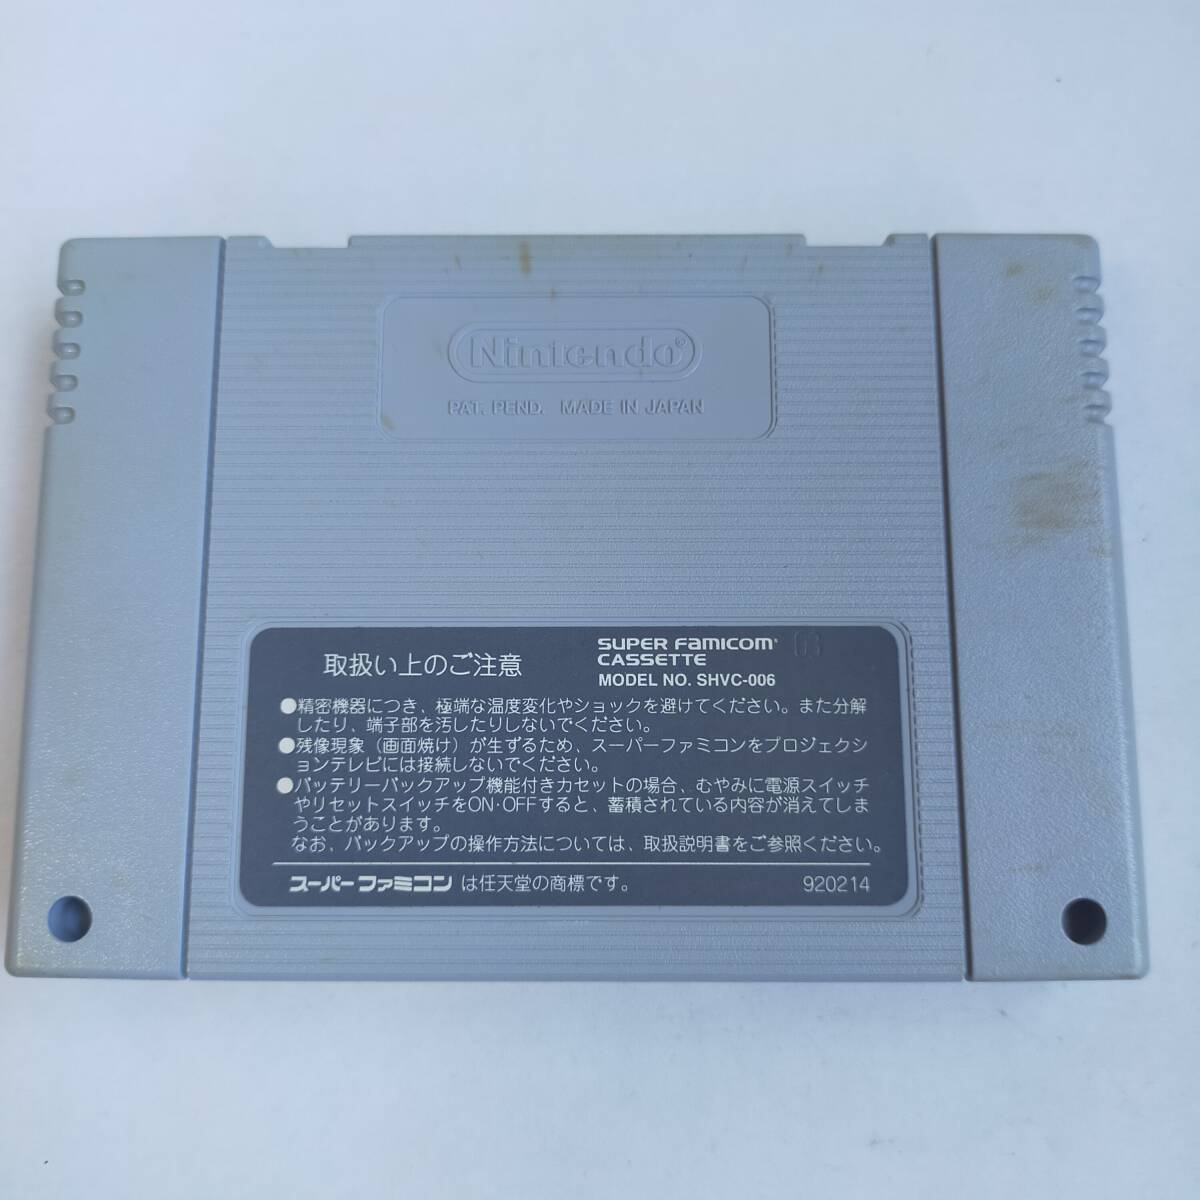 Nintendo®
PAT. PEND. MADE IN JAPAN
取扱い上のご注意
SUPER FAMICOM®
CASSETTE
MODEL NO. SHVC-006
03
●精密機器につき、極端な温度変化やショックを避けてください。また分解
したり、端子部を汚したりしないでください。
●残像現象（画面焼け）が生ずるため、スーパーファミコンをプロジェクシ
ョンテレビには接続しないでください。
●バッテリーバックアップ機能付きカセットの場合、むやみに電源スイッチ
やリセットスイッチをON·OFFすると、蓄積されている内容が消えてしま
うことがあります。
なお、バックアップの操作方法については、取扱説明書をご参照ください。
スーパーファミコンは任天堂の商標です。
920214